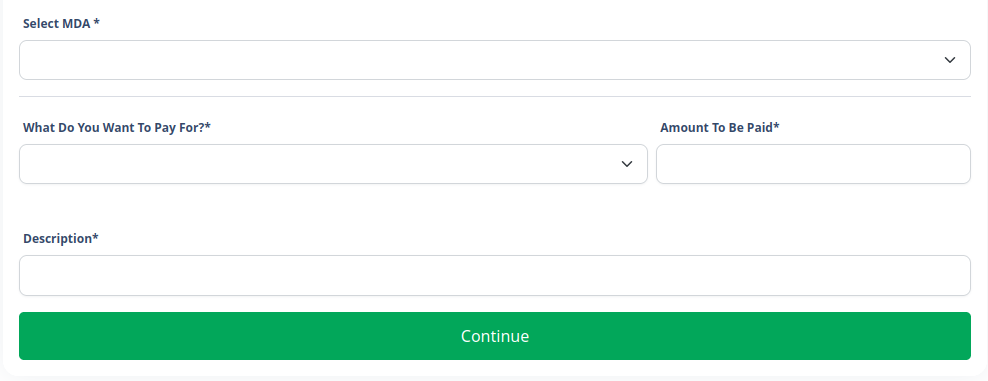 Select MDA *
What Do You Want To Pay For?*
Amount To Be Paid*
Description*
Continue